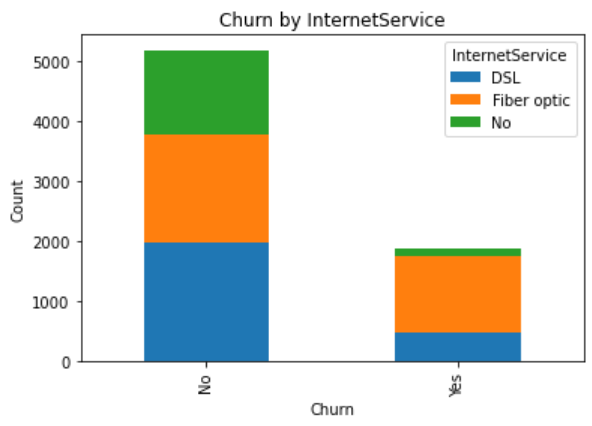 Churn by InternetService
InternetService
DSL
Fiber optic
No
5000
4000
3000
2000
1000
0
Count
No
Yes
Churn